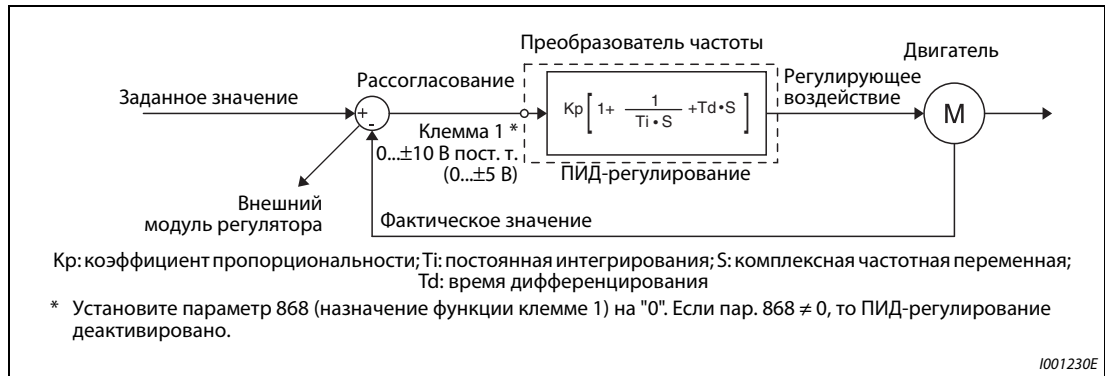 Преобразователь частоты
Двигатель
Рассогласование
Регулирующее
воздействие
Заданное значение
+
-
Kp [ 1+ 1 / Ti • S +Td•S ]
M
Клемма 1 *
0...±10 В пост. т.
(0...±5 В)
ПИД-регулирование
Внешний
модуль регулятора
Фактическое значение
Kp: коэффициент пропорциональности; Ti: постоянная интегрирования; S: комплексная частотная переменная;
Td: время дифференцирования
* Установите параметр 868 (назначение функции клемме 1) на "0". Если пар. 868 ≠ 0, то ПИД-регулирование
деактивировано.
I001230E